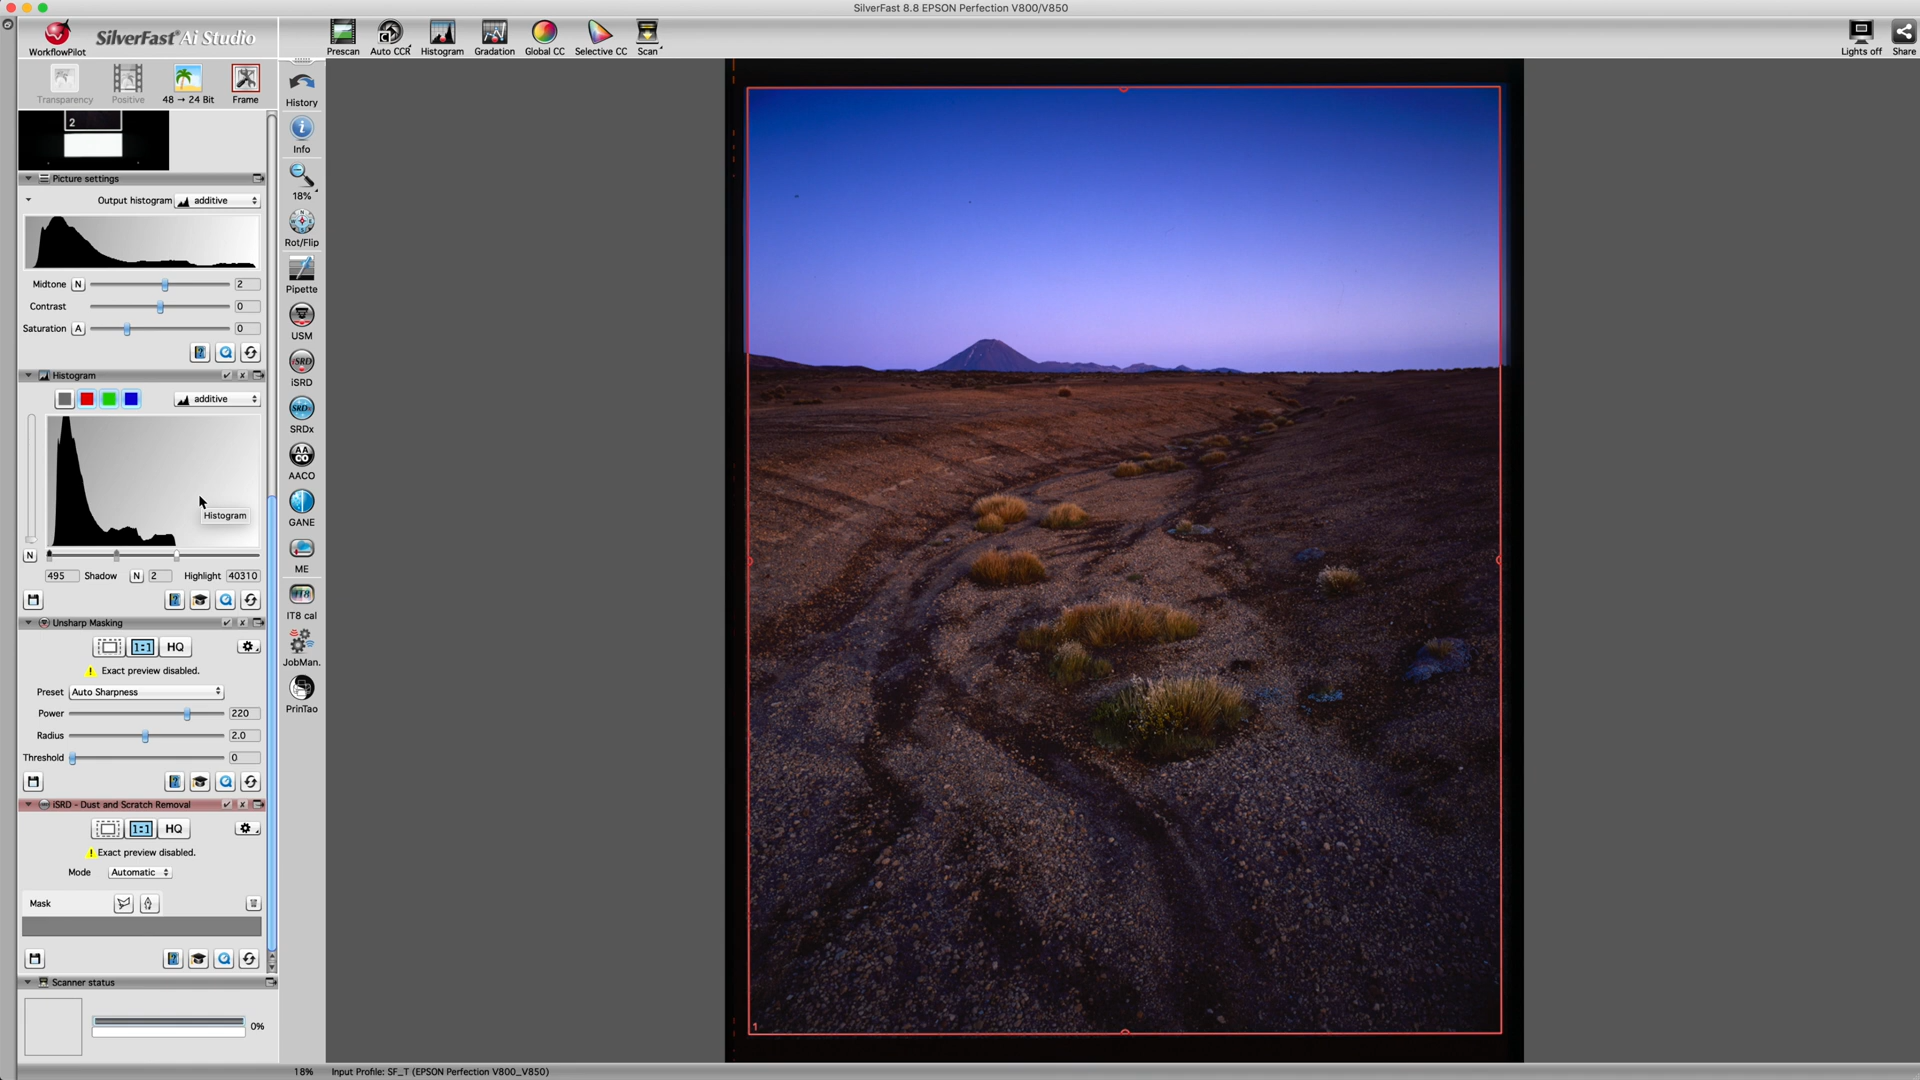 SilverFast 8.8 EPSON Perfection V800/V850
WorkflowPilot
SilverFast Ai Studio
Prescan
Auto CCR
Histogram
Gradation
Global CC
Selective CC
Scan
Lights off
Share
Transparency
Positive
48 → 24 Bit
Frame
2
Picture settings
Output histogram additive
Midtone N 2
Contrast 0
Saturation A 0
Histogram
additive
Histogram
N
495 Shadow N 2 Highlight 40310
Unsharp Masking
1:1 HQ
! Exact preview disabled.
Preset Auto Sharpness
Power 220
Radius 2.0
Threshold 0
iSRD - Dust and Scratch Removal
1:1 HQ
! Exact preview disabled.
Mode Automatic
Mask
Scanner status
0%
History
Info
18%
Rot/Flip
Pipette
USM
iSRD
iSRD
SRDx
SRDx
AA
CO
AACO
GANE
ME
IT8
IT8 cal
JobMan.
PrinTao
1
18% Input Profile: SF_T (EPSON Perfection V800_V850)